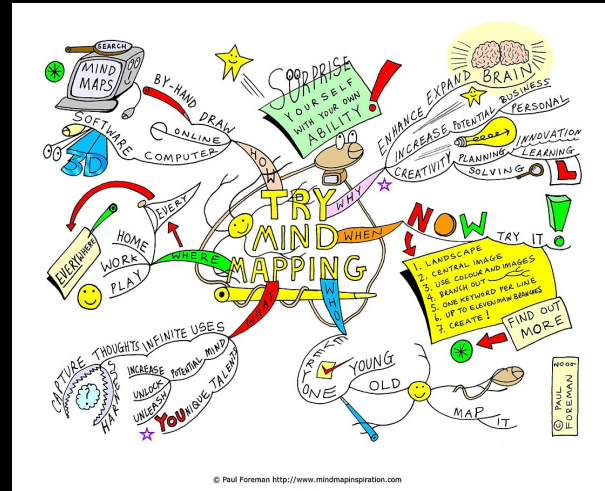 SEARCH
MIND
MAPS
BY-HAND
DRAW
ONLINE
COMPUTER
SOFTWARE
3D
HOW
SURPRISE
YOURSELF
WITH YOUR OWN
ABILITY
!
ENHANCE EXPAND BRAIN
INCREASE POTENTIAL
BUSINESS
PERSONAL
CREATIVITY
INNOVATION
PLANNING
LEARNING
SOLVING
L
WHY
TRY
MIND
MAPPING
WHEN
NOW
TRY IT
!
1. LANDSCAPE
2. CENTRAL IMAGE
3. USE COLOUR AND IMAGES
4. BRANCH OUT
5. ONE KEYWORD PER LINE
6. UP TO ELEVEN MAIN BRANCHES
7. CREATE!
FIND OUT
MORE
WHERE
EVERY
EVERYWHERE
HOME
WORK
PLAY
WHAT
THOUGHTS INFINITE USES
CAPTURE
HARNESS
INCREASE
UNLOCK
UNLEASH
POTENTIAL MIND
YOUNIQUE TALENTS
WHO
EVERYONE
YOUNG
OLD
MAP IT
NO 009
© PAUL
FOREMAN
© Paul Foreman http://www.mindmapinspiration.com